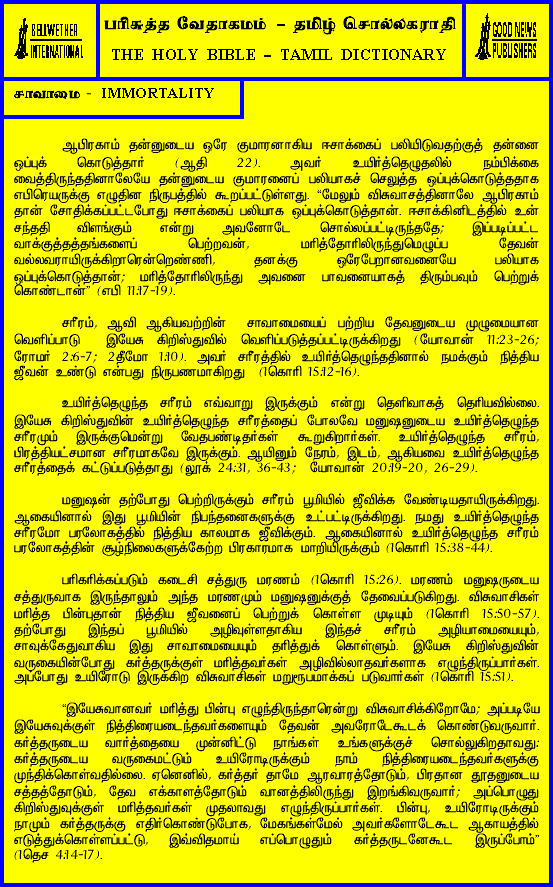 BELLWETHER
INTERNATIONAL
பரிசுத்த வேதாகமம் – தமிழ் சொல்லகராதி
THE HOLY BIBLE – TAMIL DICTIONARY
GOOD NEWS
PUBLISHERS
சாவாமை - IMMORTALITY
ஆபிரகாம் தன்னுடைய ஒரே குமாரனாகிய ஈசாக்கைப் பலியிடுவதற்குத் தன்னை
ஒப்புக் கொடுத்தார் (ஆதி 22). அவர் உயிர்த்தெழுதலில் நம்பிக்கை
வைத்திருந்ததினாலேயே தன்னுடைய குமாரனைப் பலியாகச் செலுத்த ஒப்புக்கொடுத்ததாக
எபிரெயருக்கு எழுதின நிருபத்தில் கூறப்பட்டுள்ளது. “மேலும் விசுவாசத்தினாலே ஆபிரகாம்
தான் சோதிக்கப்பட்டபோது ஈசாக்கைப் பலியாக ஒப்புக்கொடுத்தான். ஈசாக்கினிடத்தில் உன்
சந்ததி விளங்கும் என்று அவனோடே சொல்லப்பட்டிருந்ததே; இப்படிப்பட்ட
வாக்குத்தத்தங்களைப் பெற்றவன், மரித்தோரிலிருந்துமெழுப்ப தேவன்
வல்லவராயிருக்கிறாரென்றெண்ணி, தனக்கு ஒரேபேறானவனையே பலியாக
ஒப்புக்கொடுத்தான்; மரித்தோரிலிருந்து அவனை பாவனையாகத் திரும்பவும் பெற்றுக்
கொண்டான்” (எபி 11:17-19).
சரீரம், ஆவி ஆகியவற்றின் சாவாமையைப் பற்றிய தேவனுடைய முழுமையான
வெளிப்பாடு இயேசு கிறிஸ்துவில் வெளிப்படுத்தப்பட்டிருக்கிறது (யோவான் 11:23-26;
ரோமர் 2:6-7; 2தீமோ 1:10). அவர் சரீரத்தில் உயிர்த்தெழுந்ததினால் நமக்கும் நித்திய
ஜீவன் உண்டு என்பது நிருபணமாகிறது (1கொரி 15:12-16).
உயிர்த்தெழுந்த சரீரம் எவ்வாறு இருக்கும் என்று தெளிவாகத் தெரியவில்லை.
இயேசு கிறிஸ்துவின் உயிர்த்தெழுந்த சரீரத்தைப் போலவே மனுஷனுடைய உயிர்த்தெழுந்த
சரீரமும் இருக்குமென்று வேதபண்டிதர்கள் கூறுகிறார்கள். உயிர்த்தெழுந்த சரீரம்,
பிரத்தியட்சமான சரீரமாகவே இருக்கும். ஆயினும் நேரம், இடம், ஆகியவை உயிர்த்தெழுந்த
சரீரத்தைக் கட்டுப்படுத்தாது (லூக் 24:31, 36-43; யோவான் 20:19-20, 26-29).
மனுஷன் தற்போது பெற்றிருக்கும் சரீரம் பூமியில் ஜீவிக்க வேண்டியதாயிருக்கிறது.
ஆகையினால் இது பூமியின் நிபந்தனைகளுக்கு உட்பட்டிருக்கிறது. நமது உயிர்த்தெழுந்த
சரீரமோ பரலோகத்தில் நித்திய காலமாக ஜீவிக்கும். ஆகையினால் உயிர்த்தெழுந்த சரீரம்
பரலோகத்தின் சூழ்நிலைகளுக்கேற்ற பிரகாரமாக மாறியிருக்கும் (1கொரி 15:38-44).
பரிகரிக்கப்படும் கடைசி சத்துரு மரணம் (1கொரி 15:26). மரணம் மனுஷருடைய
சத்துருவாக இருந்தாலும் அந்த மரணமும் மனுஷனுக்குத் தேவைப்படுகிறது. விசுவாசிகள்
மரித்த பின்புதான் நித்திய ஜீவனைப் பெற்றுக் கொள்ள முடியும் (1கொரி 15:50-57).
தற்போது இந்தப் பூமியில் அழிவுள்ளதாகிய இந்தச் சரீரம் அழியாமையையும்,
சாவுக்கேதுவாகிய இது சாவாமையையும் தரித்துக் கொள்ளும். இயேசு கிறிஸ்துவின்
வருகையின்போது கர்த்தருக்குள் மரித்தவர்கள் அழிவில்லாதவர்களாக எழுந்திருப்பார்கள்.
அப்போது உயிரோடு இருக்கிற விசுவாசிகள் மறுரூபமாக்கப் படுவார்கள் (1கொரி 15:51).
“இயேசுவானவர் மரித்து பின்பு எழுந்திருந்தாரென்று விசுவாசிக்கிறோமே; அப்படியே
இயேசுவுக்குள் நித்திரையடைந்தவர்களையும் தேவன் அவரோடேகூடக் கொண்டுவருவார்.
கர்த்தருடைய வார்த்தையை முன்னிட்டு நாங்கள் உங்களுக்குச் சொல்லுகிறதாவது:
கர்த்தருடைய வருகைமட்டும் உயிரோடிருக்கும் நாம் நித்திரையடைந்தவர்களுக்கு
முந்திக்கொள்வதில்லை. ஏனெனில், கர்த்தர் தாமே ஆரவாரத்தோடும், பிரதான தூதனுடைய
சத்தத்தோடும், தேவ எக்காளத்தோடும் வானத்திலிருந்து இறங்கிவருவார்; அப்பொழுது
கிறிஸ்துவுக்குள் மரித்தவர்கள் முதலாவது எழுந்திருப்பார்கள். பின்பு, உயிரோடிருக்கும்
நாமும் கர்த்தருக்கு எதிர்கொண்டுபோக, மேகங்கள்மேல் அவர்களோடேகூட ஆகாயத்தில்
எடுத்துக்கொள்ளப்பட்டு, இவ்விதமாய் எப்பொழுதும் கர்த்தருடனேகூட இருப்போம்”
(1தெச 4:14-17).